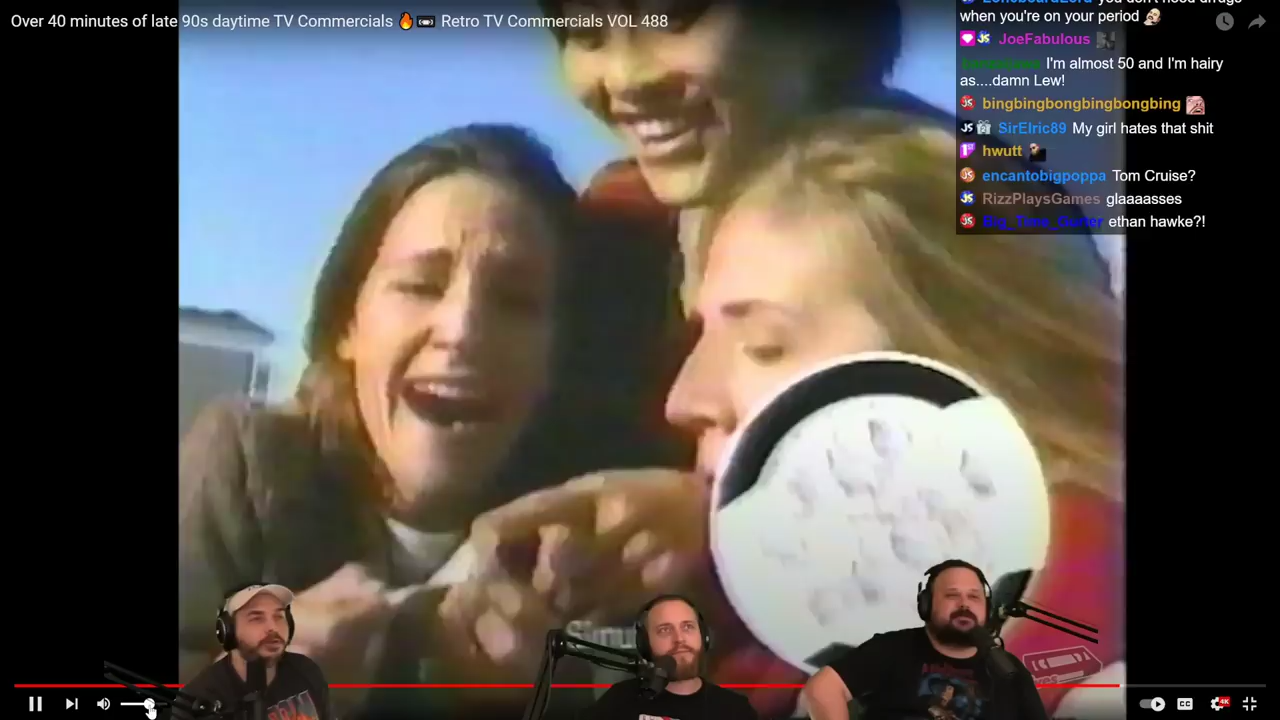 Over 40 minutes of late 90s daytime TV Commercials 🔥📼 Retro TV Commercials VOL 488
when you're on your period
JoeFabulous
I'm almost 50 and I'm hairy
as....damn Lew!
bingbingbongbingbongbing
SirElric89 My girl hates that shit
hwutt
encantobigpoppa Tom Cruise?
RizzPlaysGames glaaaasses
ethan hawke?!
CC
4K